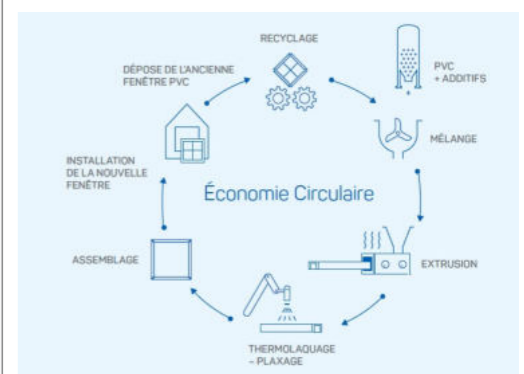 RECYCLAGE
PVC
+ ADDITIFS
MÉLANGE
EXTRUSION
THERMOLAQUAGE
– PLAXAGE
ASSEMBLAGE
INSTALLATION
DE LA NOUVELLE
FENÊTRE
DÉPOSE DE L'ANCIENNE
FENÊTRE PVC
Économie Circulaire